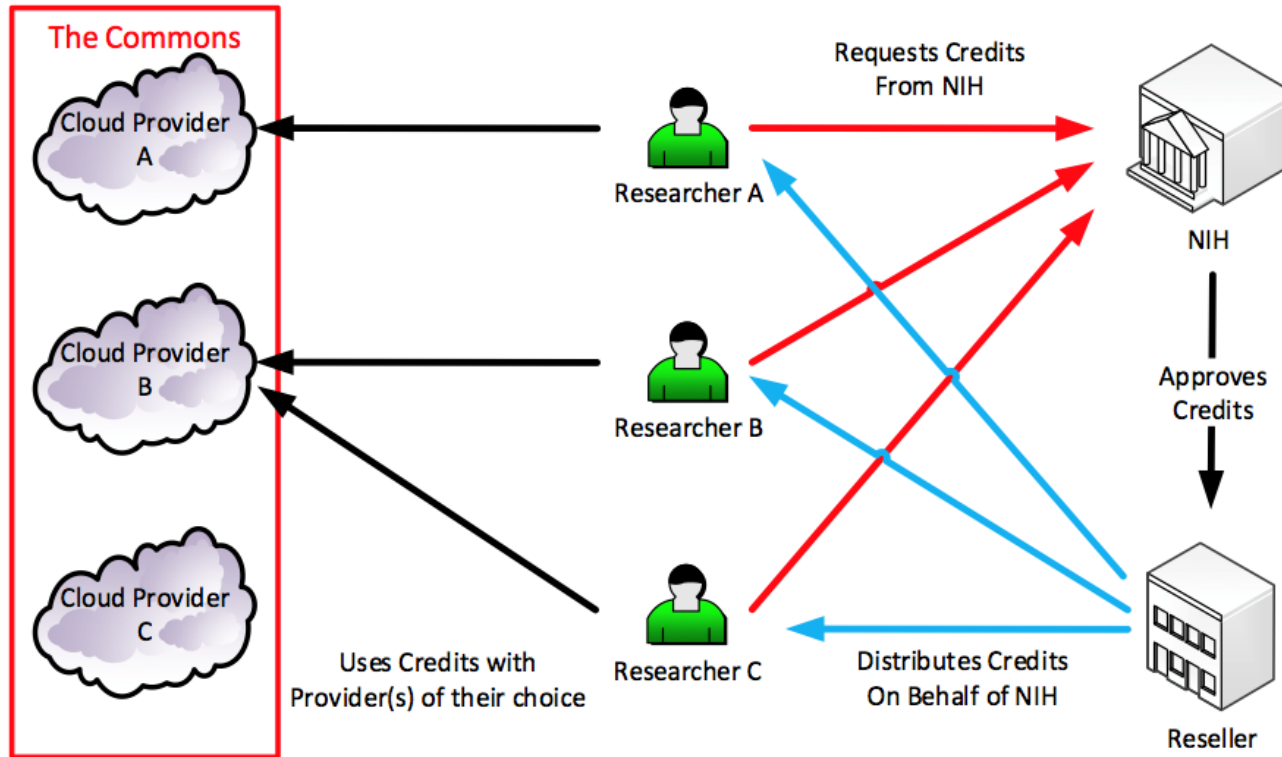 The Commons
Cloud Provider
A
Cloud Provider
B
Cloud Provider
C
Researcher A
Researcher B
Researcher C
Requests Credits
From NIH
NIH
Approves
Credits
Uses Credits with
Provider(s) of their choice
Distributes Credits
On Behalf of NIH
Reseller